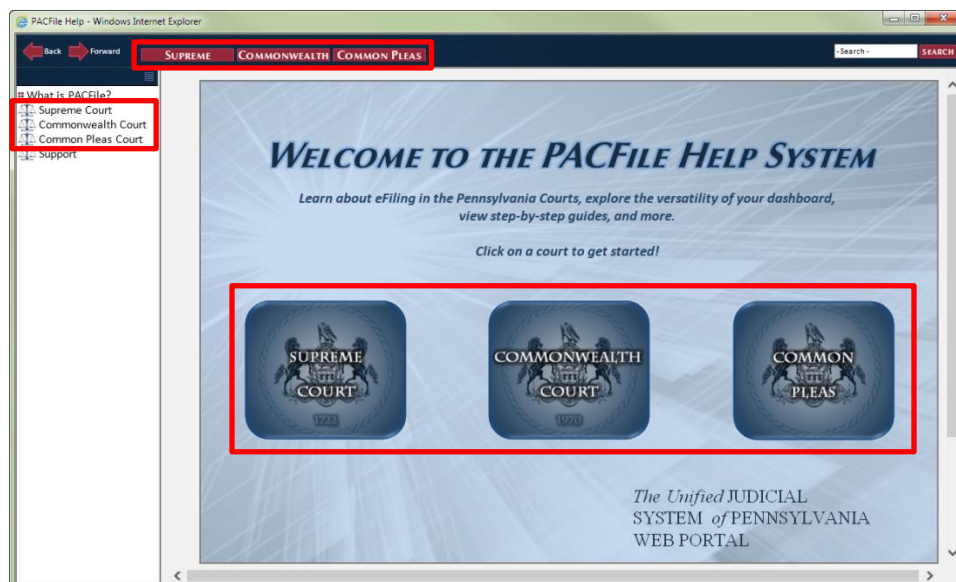 PACFile Help - Windows Internet Explorer
Back Forward SUPREME COMMONWEALTH COMMON PLEAS - Search - SEARCH
What is PACFile?
Supreme Court
Commonwealth Court
Common Pleas Court
Support
WELCOME TO THE PACFILE HELP SYSTEM
Learn about eFiling in the Pennsylvania Courts, explore the versatility of your dashboard,
view step-by-step guides, and more.
Click on a court to get started!
SUPREME
COURT
1722
COMMONWEALTH
COURT
1970
COMMON
PLEAS
The Unified JUDICIAL
SYSTEM of PENNSYLVANIA
WEB PORTAL